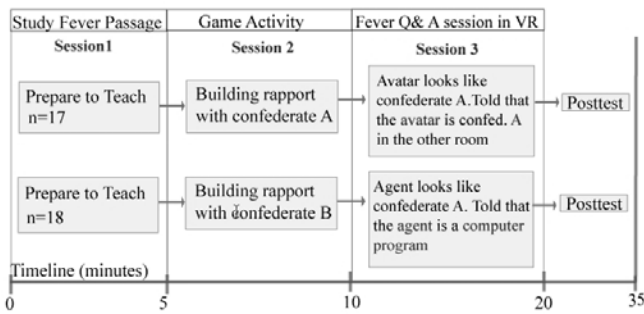 Study Fever Passage
Game Activity
Fever Q& A session in VR
Session1
Session 2
Session 3
Prepare to Teach
n=17
Building rapport
with confederate A
Avatar looks like
confederate A.Told that
the avatar is confed. A
in the other room
Posttest
Prepare to Teach
n=18
Building rapport
with confederate B
Agent looks like
confederate A. Told that
the agent is a computer
program
Posttest
Timeline (minutes)
0
5
10
20
35